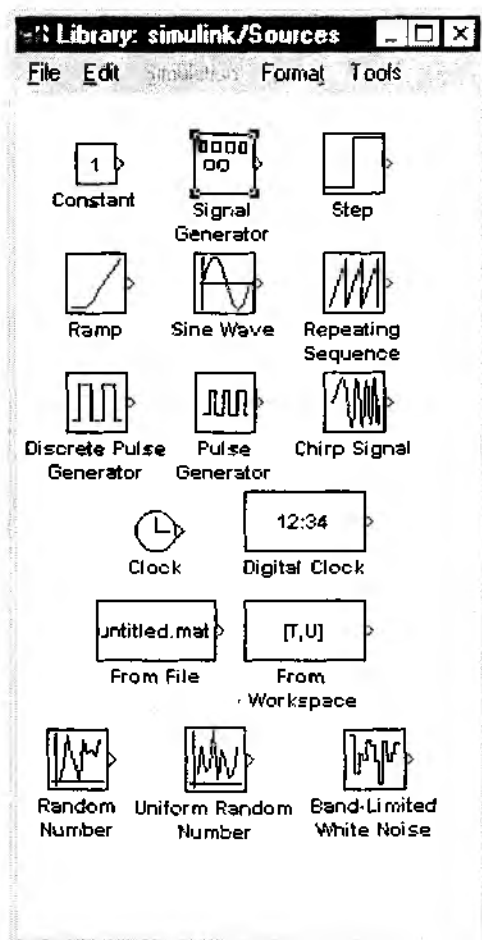 Library: simulink/Sources
File Edit Simulation Format Tools
1
Constant
Signal
Generator
Step
Ramp
Sine Wave
Repeating
Sequence
Discrete Pulse
Generator
Pulse
Generator
Chirp Signal
Clock
12:34
Digital Clock
untitled.mat
From File
[T,U]
From
Workspace
Random
Number
Uniform Random
Number
Band-Limited
White Noise